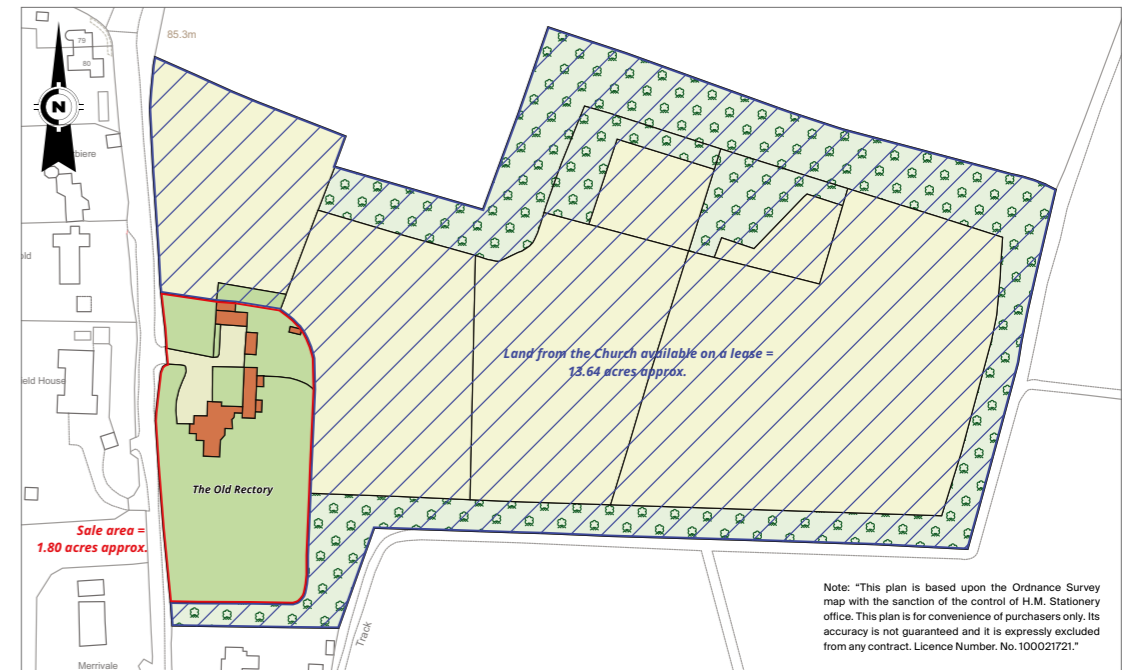 79
80
85.3m
N
biere
old
eld House
Land from the Church available on a lease =
13.64 acres approx.
The Old Rectory
Sale area =
1.80 acres approx.
Track
Merrivale
Note: “This plan is based upon the Ordnance Survey
map with the sanction of the control of H.M. Stationery
office. This plan is for convenience of purchasers only. Its
accuracy is not guaranteed and it is expressly excluded
from any contract. Licence Number. No. 100021721.”